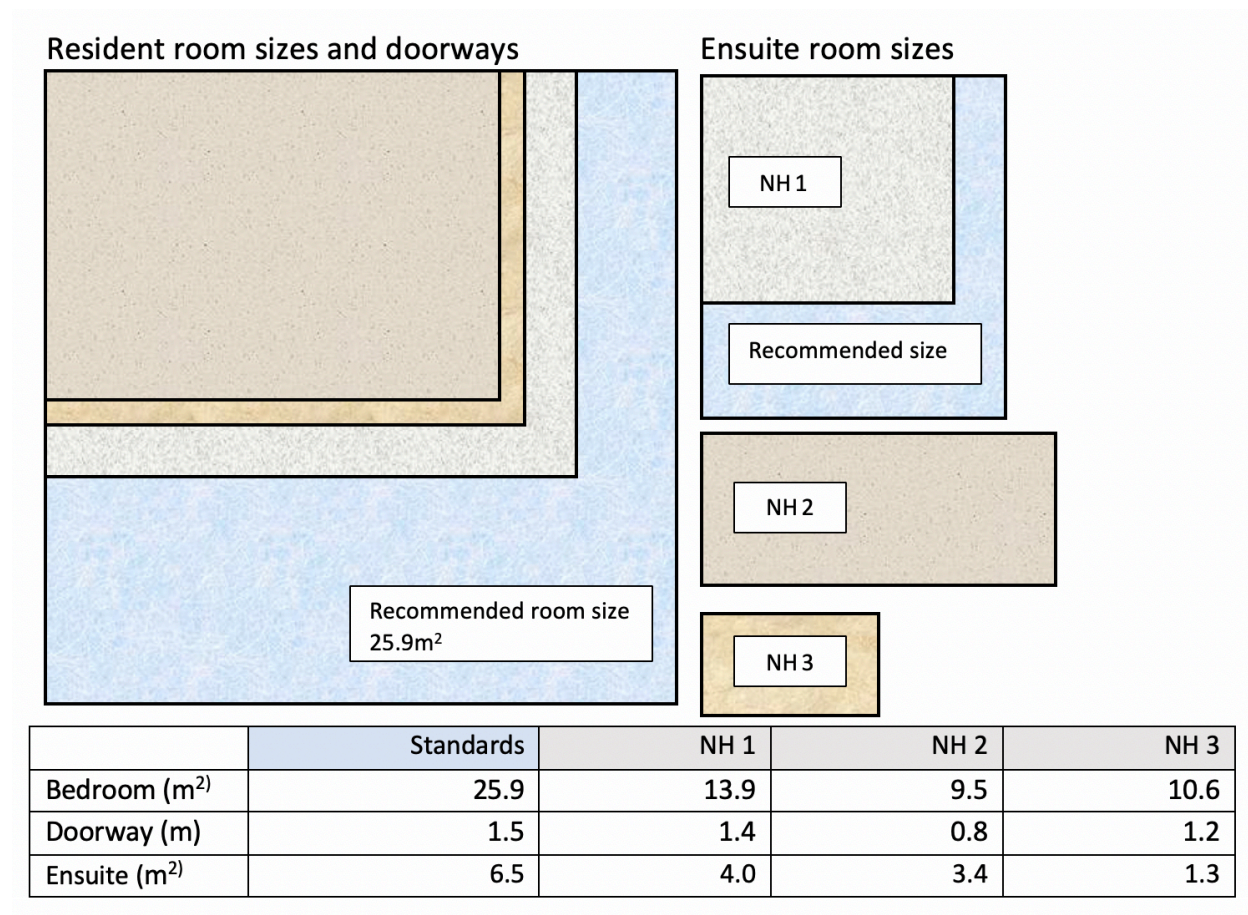 Resident room sizes and doorways
Ensuite room sizes
NH 1
Recommended size
NH 2
Recommended room size
25.9m²
NH 3
Standards NH 1 NH 2 NH 3
Bedroom (m²⁾ 25.9 13.9 9.5 10.6
Doorway (m) 1.5 1.4 0.8 1.2
Ensuite (m²⁾ 6.5 4.0 3.4 1.3